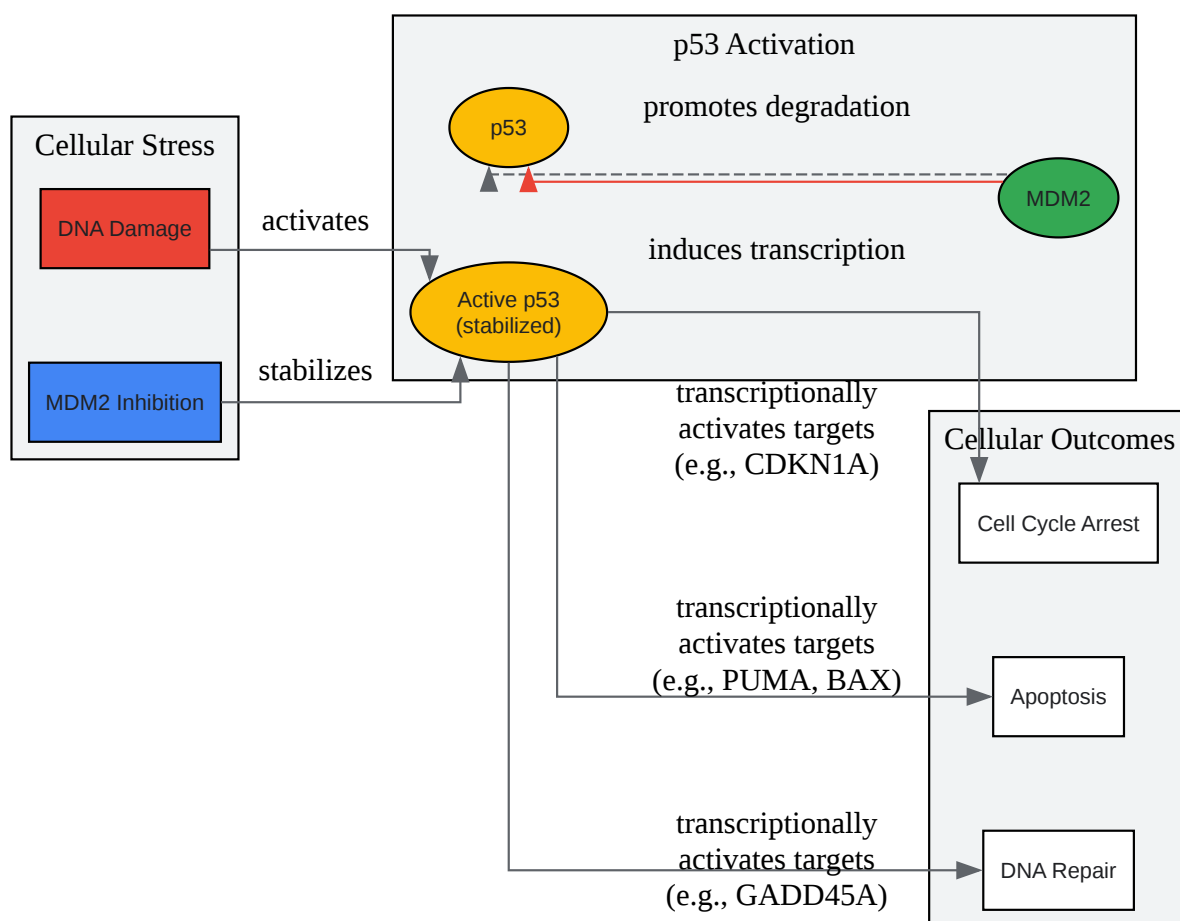 p53 Activation
promotes degradation
p53
MDM2
induces transcription
Cellular Stress
DNA Damage
activates
Active p53
(stabilized)
MDM2 Inhibition
stabilizes
transcriptionally
activates targets
(e.g., CDKN1A)
Cellular Outcomes
Cell Cycle Arrest
transcriptionally
activates targets
(e.g., PUMA, BAX)
Apoptosis
transcriptionally
activates targets
(e.g., GADD45A)
DNA Repair